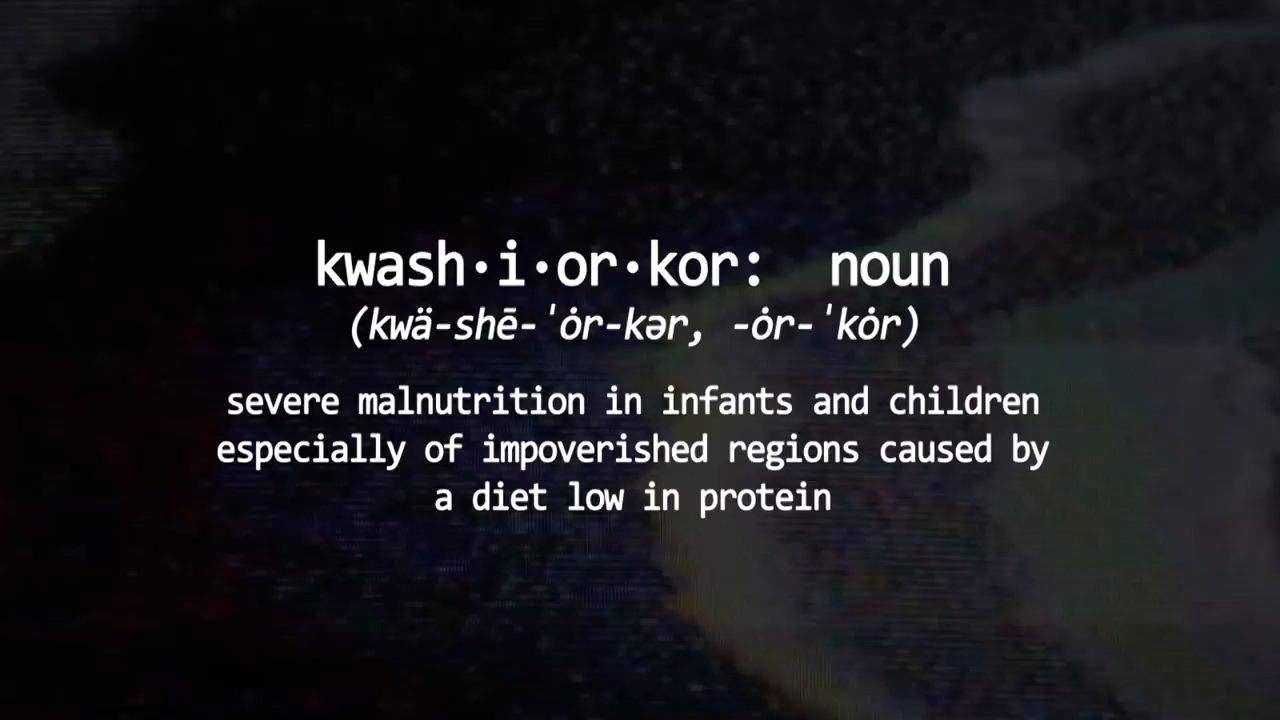 kwash·i·or·kor: noun
(kwä-shē-ˈȯr-kər, -ȯr-ˈkȯr)
severe malnutrition in infants and children
especially of impoverished regions caused by
a diet low in protein